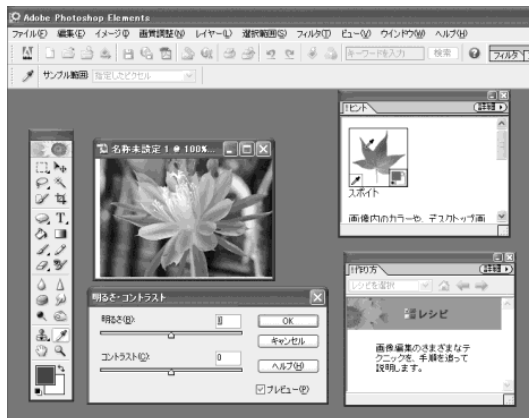 Adobe Photoshop Elements
ファイル(F) 編集(E) イメージ(I) 画質調整(N) レイヤー(L) 選択範囲(S) フィルタ(T) ビュー(V) ウインドウ(W) ヘルプ(H)
キーワードを入力 検索 フィルタ
サンプル範囲 指定したピクセル
ヒント
詳細
スポイト
画像内のカラーや、デスクトップ画
名称未設定 1 @ 100%...
作り方
詳細
レシピを選択
レシピ
画像編集のさまざまなテ
クニックを、手順を追って
説明します。
明るさ・コントラスト
明るさ(B): 0 OK
キャンセル
コントラスト(C): 0
ヘルプ(H)
プレビュー(P)